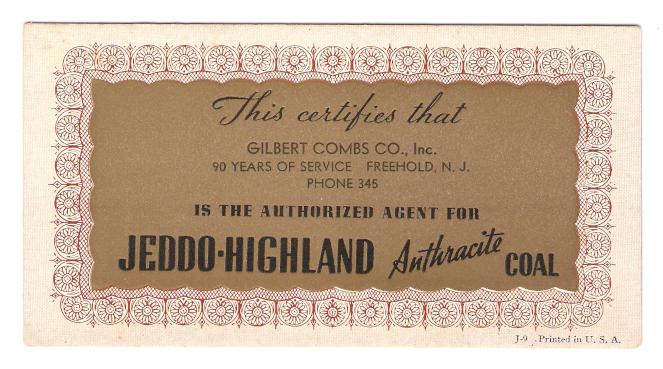 This certifies that
GILBERT COMBS CO., Inc.
90 YEARS OF SERVICE FREEHOLD, N. J.
PHONE 345
IS THE AUTHORIZED AGENT FOR
JEDDO-HIGHLAND Anthracite COAL
J-9 Printed in U. S. A.